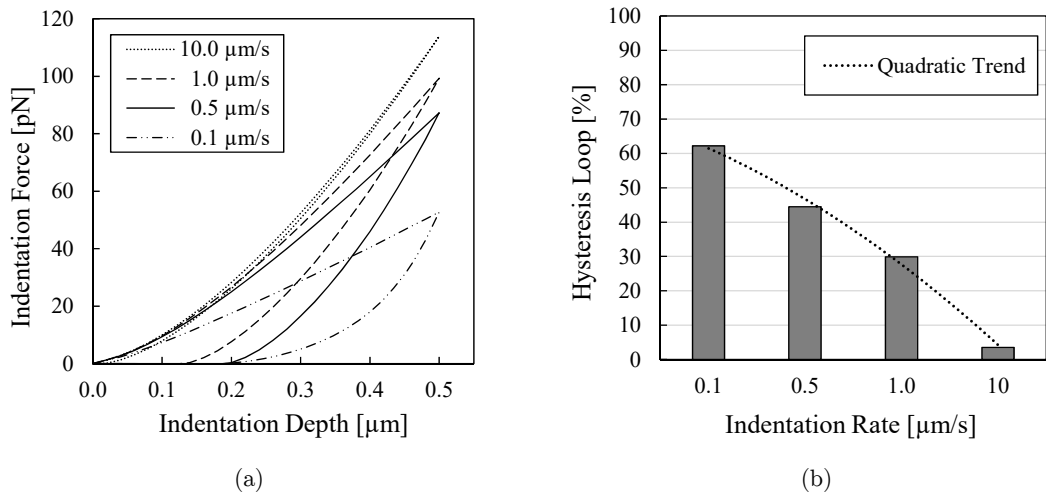 120
100
80
60
40
20
0
Indentation Force [pN]
10.0 µm/s
1.0 µm/s
0.5 µm/s
0.1 µm/s
0.0 0.1 0.2 0.3 0.4 0.5
Indentation Depth [µm]
(a)
100
90
80
70
60
50
40
30
20
10
0
Hysteresis Loop [%]
Quadratic Trend
0.1 0.5 1.0 10
Indentation Rate [µm/s]
(b)